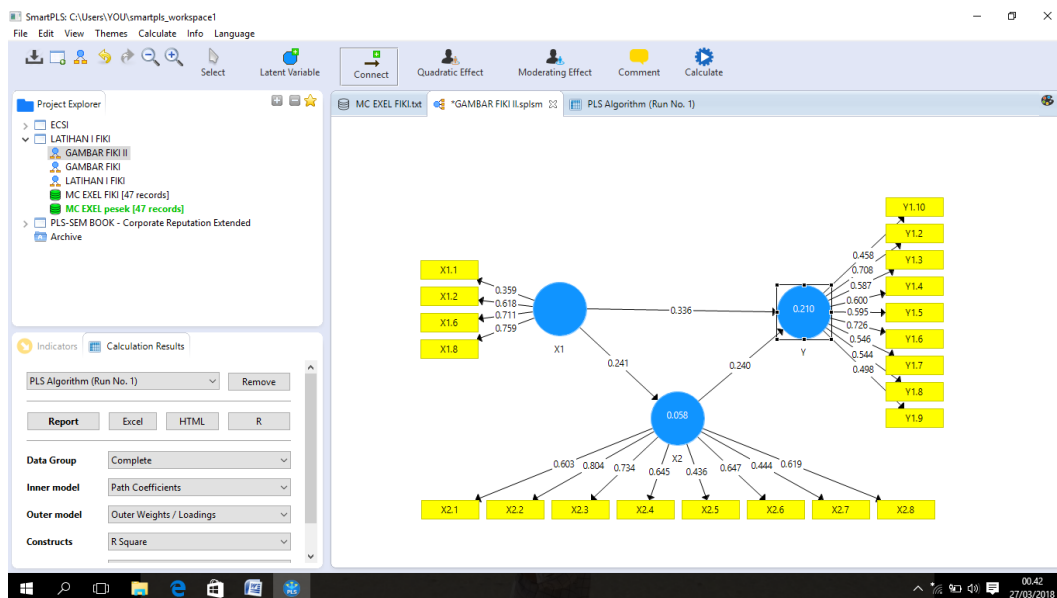 SmartPLS: C:\Users\YOU\smartpls_workspace1
File Edit View Themes Calculate Info Language
Select
Latent Variable
Connect
Quadratic Effect
Moderating Effect
Comment
Calculate
Project Explorer
ECSI
LATIHAN I FIKI
GAMBAR FIKI II
GAMBAR FIKI
LATIHAN I FIKI
MC EXEL FIKI [47 records]
MC EXEL pesek [47 records]
PLS-SEM BOOK - Corporate Reputation Extended
Archive
Indicators
Calculation Results
PLS Algorithm (Run No. 1)
Remove
Report
Excel
HTML
R
Data Group
Complete
Inner model
Path Coefficients
Outer model
Outer Weights / Loadings
Constructs
R Square
MC EXEL FIKI.txt
*GAMBAR FIKI II.splsm
PLS Algorithm (Run No. 1)
X1.1
X1.2
X1.6
X1.8
0.359
0.618
0.711
0.759
X1
0.336
0.241
0.240
0.210
Y
0.458
0.708
0.587
0.600
0.595
0.726
0.546
0.544
0.498
Y1.10
Y1.2
Y1.3
Y1.4
Y1.5
Y1.6
Y1.7
Y1.8
Y1.9
0.058
X2
0.603
0.804
0.734
0.645
0.436
0.647
0.444
0.619
X2.1
X2.2
X2.3
X2.4
X2.5
X2.6
X2.7
X2.8
PLS
00.42
27/03/2018